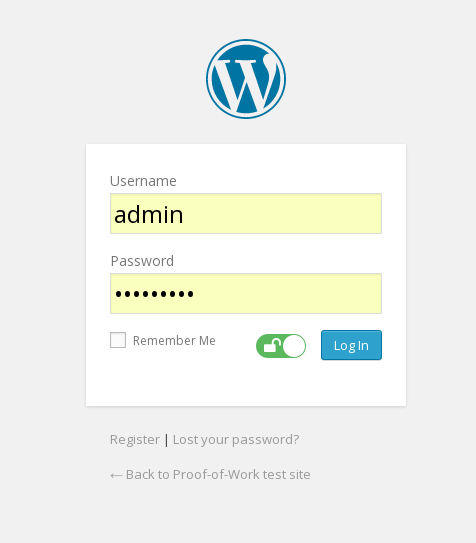 Username
admin
Password
•••••••••
Remember Me
Log In
Register | Lost your password?
← Back to Proof-of-Work test site